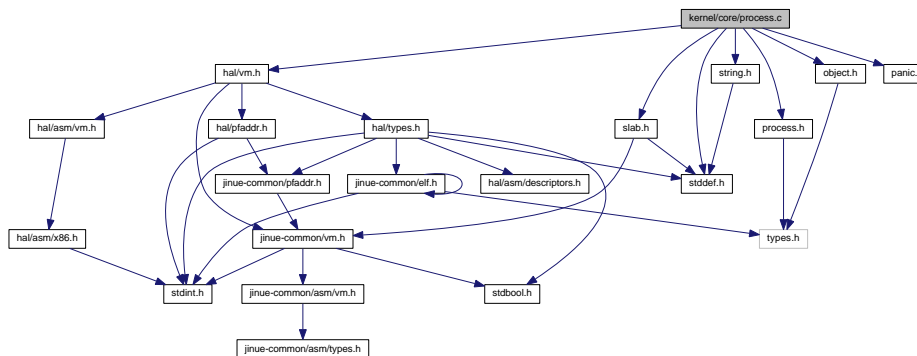 kernel/core/process.c
hal/vm.h
string.h
object.h
panic.
hal/asm/vm.h
hal/pfaddr.h
hal/types.h
slab.h
process.h
jinue-common/pfaddr.h
jinue-common/elf.h
hal/asm/descriptors.h
stddef.h
hal/asm/x86.h
jinue-common/vm.h
types.h
stdint.h
jinue-common/asm/vm.h
stdbool.h
jinue-common/asm/types.h